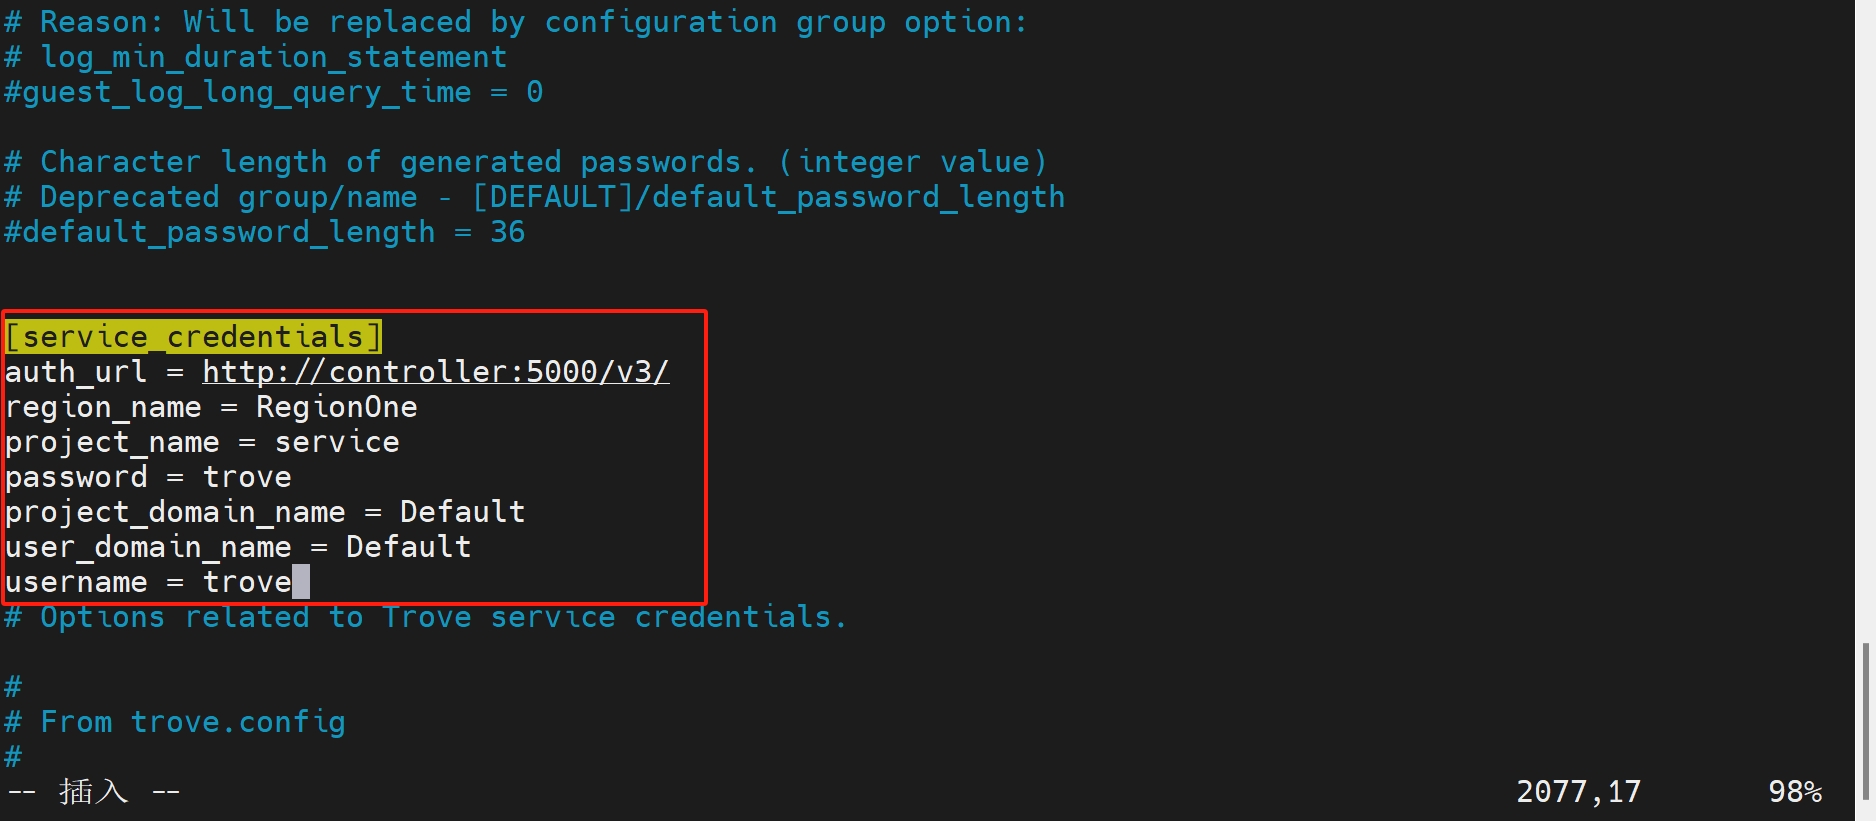 # Reason: Will be replaced by configuration group option:
# log_min_duration_statement
#guest_log_long_query_time = 0
# Character length of generated passwords. (integer value)
# Deprecated group/name - [DEFAULT]/default_password_length
#default_password_length = 36
[service_credentials]
auth_url = http://controller:5000/v3/
region_name = RegionOne
project_name = service
password = trove
project_domain_name = Default
user_domain_name = Default
username = trove
# Options related to Trove service credentials.
#
# From trove.config
#
-- 插入 -- 2077,17 98%